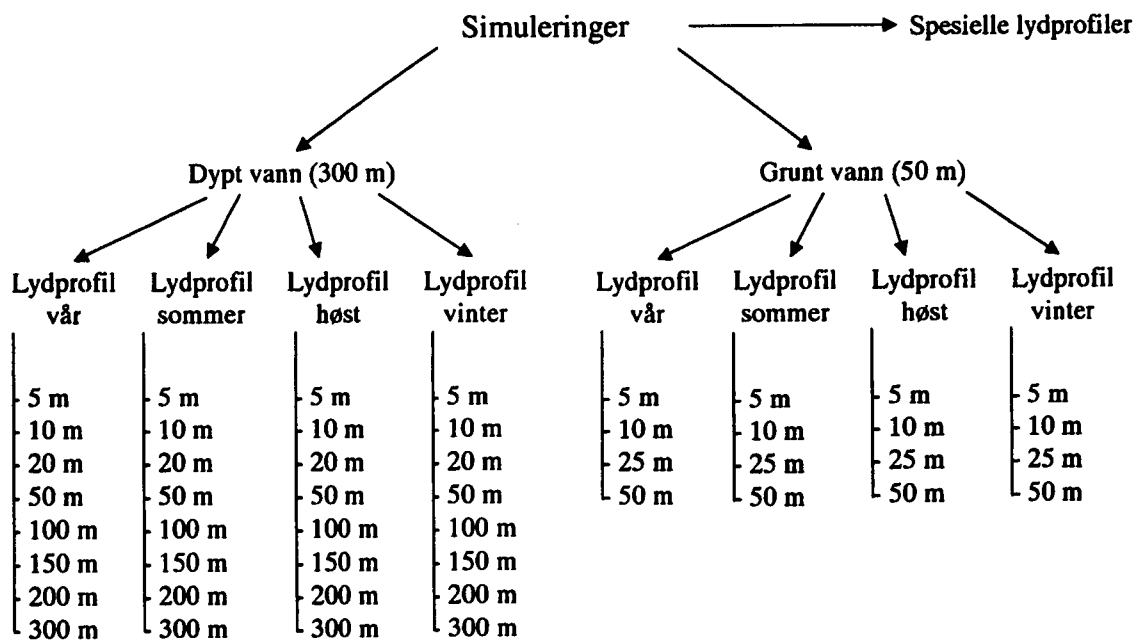 Simuleringer
Spesielle lydprofiler
Dypt vann (300 m)
Grunt vann (50 m)
Lydprofil
vår
5 m
10 m
20 m
50 m
100 m
150 m
200 m
300 m
Lydprofil
sommer
5 m
10 m
20 m
50 m
100 m
150 m
200 m
300 m
Lydprofil
høst
5 m
10 m
20 m
50 m
100 m
150 m
200 m
300 m
Lydprofil
vinter
5 m
10 m
20 m
50 m
100 m
150 m
200 m
300 m
Lydprofil
vår
5 m
10 m
25 m
50 m
Lydprofil
sommer
5 m
10 m
25 m
50 m
Lydprofil
høst
5 m
10 m
25 m
50 m
Lydprofil
vinter
5 m
10 m
25 m
50 m